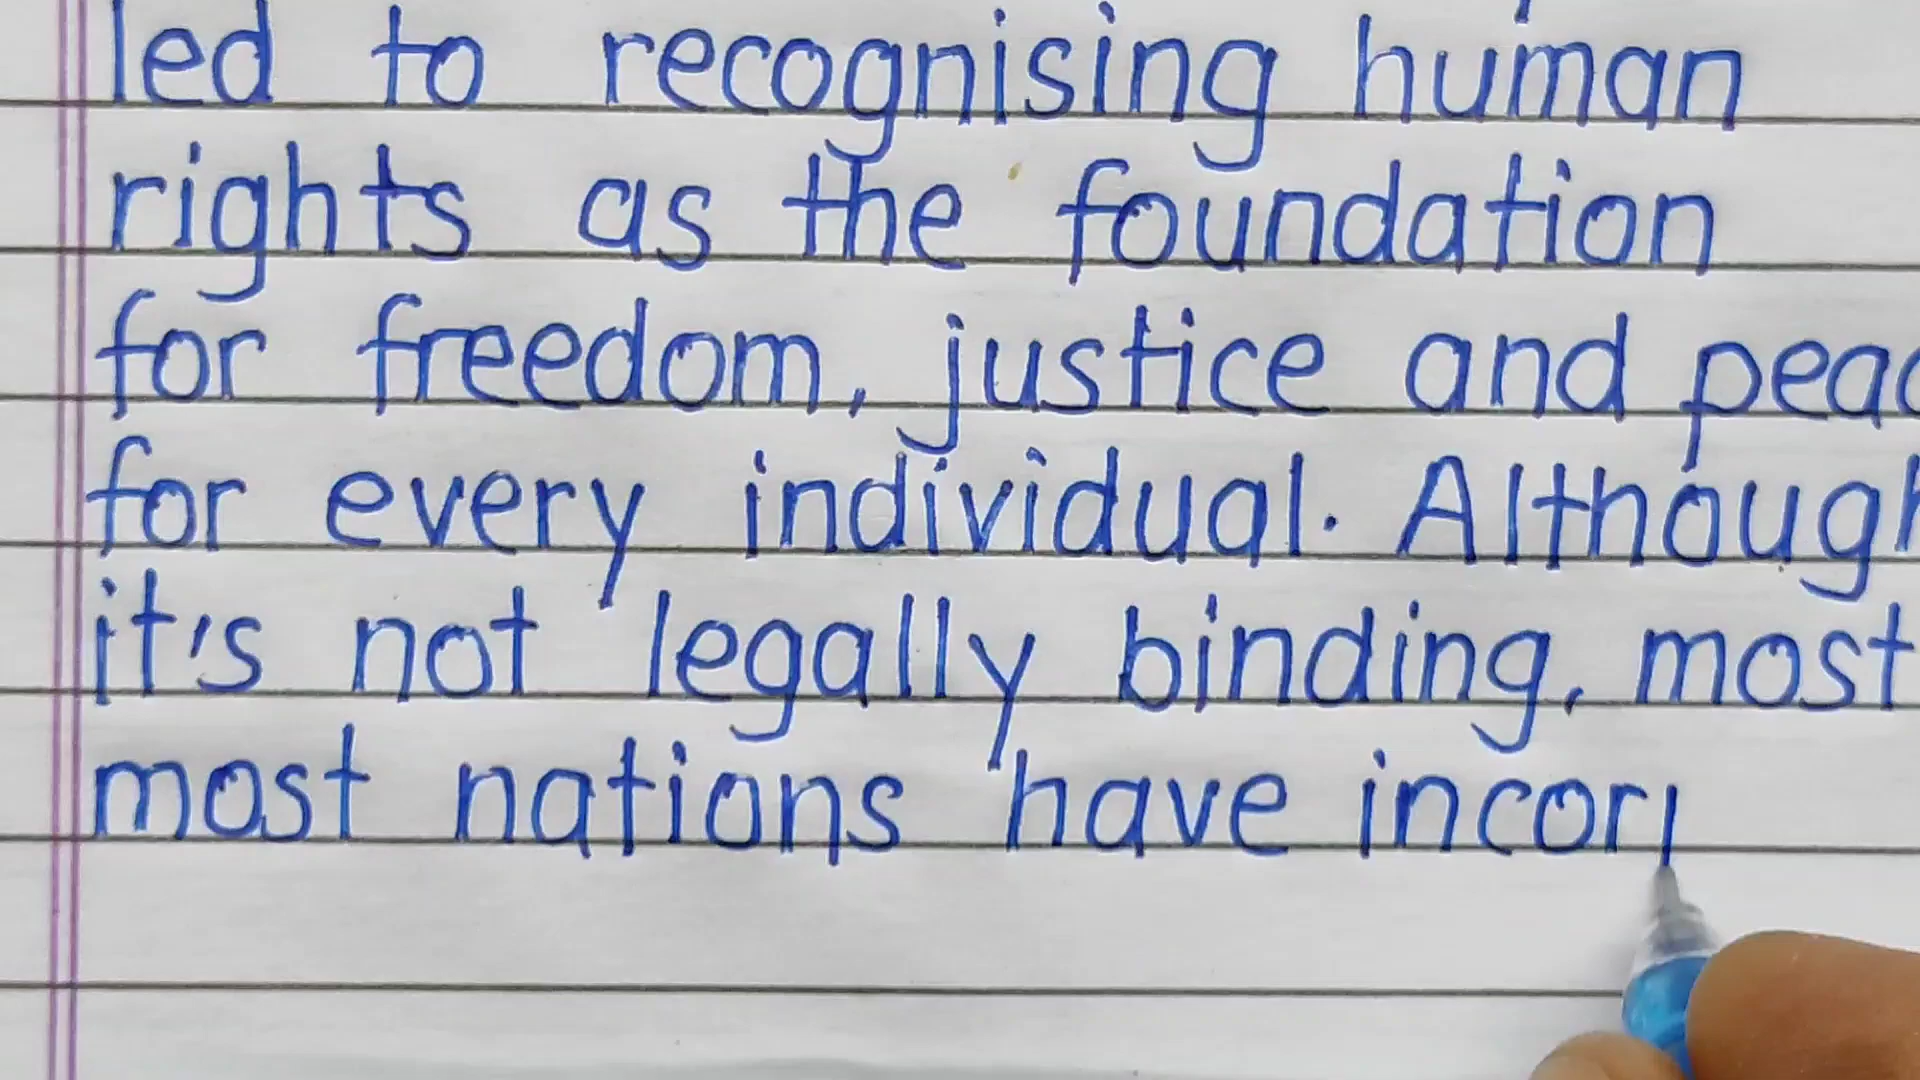 led to recognising human
rights as the foundation
for freedom, justice and peac
for every individual. Although
it's not legally binding, most
most nations have incor